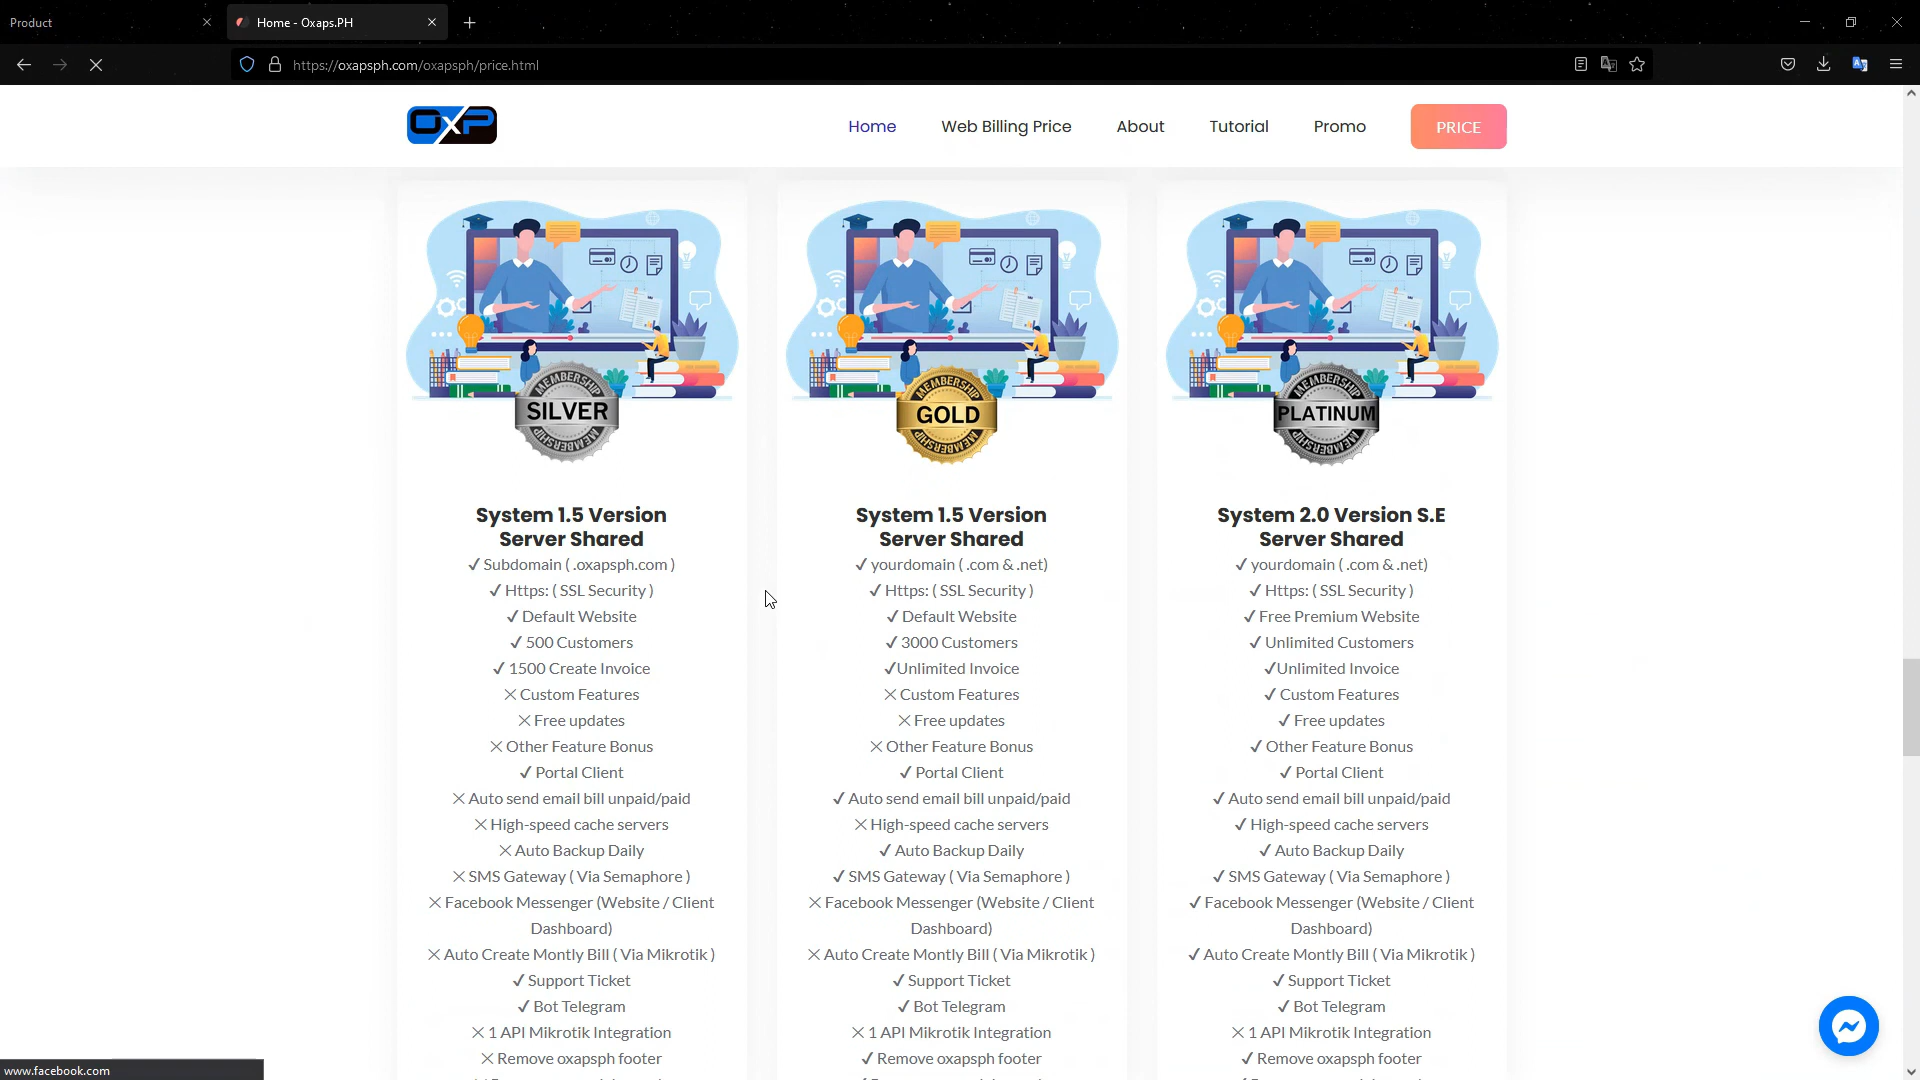 Product
Home - Oxaps.PH
https://oxapsph.com/oxapsph/price.html
OxP
Home
Web Billing Price
About
Tutorial
Promo
PRICE
MEMBERSHIP
SILVER
MEMBERSHIP
System 1.5 Version
Server Shared
✓ Subdomain ( .oxapsph.com )
✓ Https: ( SSL Security )
✓ Default Website
✓ 500 Customers
✓ 1500 Create Invoice
✕ Custom Features
✕ Free updates
✕ Other Feature Bonus
✓ Portal Client
✕ Auto send email bill unpaid/paid
✕ High-speed cache servers
✕ Auto Backup Daily
✕ SMS Gateway ( Via Semaphore )
✕ Facebook Messenger (Website / Client
Dashboard)
✕ Auto Create Montly Bill ( Via Mikrotik )
✓ Support Ticket
✓ Bot Telegram
✕ 1 API Mikrotik Integration
✕ Remove oxapsph footer
MEMBERSHIP
GOLD
MEMBERSHIP
System 1.5 Version
Server Shared
✓ yourdomain ( .com & .net)
✓ Https: ( SSL Security )
✓ Default Website
✓ 3000 Customers
✓Unlimited Invoice
✕ Custom Features
✕ Free updates
✕ Other Feature Bonus
✓ Portal Client
✓ Auto send email bill unpaid/paid
✕ High-speed cache servers
✓ Auto Backup Daily
✓ SMS Gateway ( Via Semaphore )
✕ Facebook Messenger (Website / Client
Dashboard)
✕ Auto Create Montly Bill ( Via Mikrotik )
✓ Support Ticket
✓ Bot Telegram
✕ 1 API Mikrotik Integration
✓ Remove oxapsph footer
MEMBERSHIP
PLATINUM
MEMBERSHIP
System 2.0 Version S.E
Server Shared
✓ yourdomain ( .com & .net)
✓ Https: ( SSL Security )
✓ Free Premium Website
✓ Unlimited Customers
✓Unlimited Invoice
✓ Custom Features
✓ Free updates
✓ Other Feature Bonus
✓ Portal Client
✓ Auto send email bill unpaid/paid
✓ High-speed cache servers
✓ Auto Backup Daily
✓ SMS Gateway ( Via Semaphore )
✓ Facebook Messenger (Website / Client
Dashboard)
✓ Auto Create Montly Bill ( Via Mikrotik )
✓ Support Ticket
✓ Bot Telegram
✕ 1 API Mikrotik Integration
✓ Remove oxapsph footer
www.facebook.com